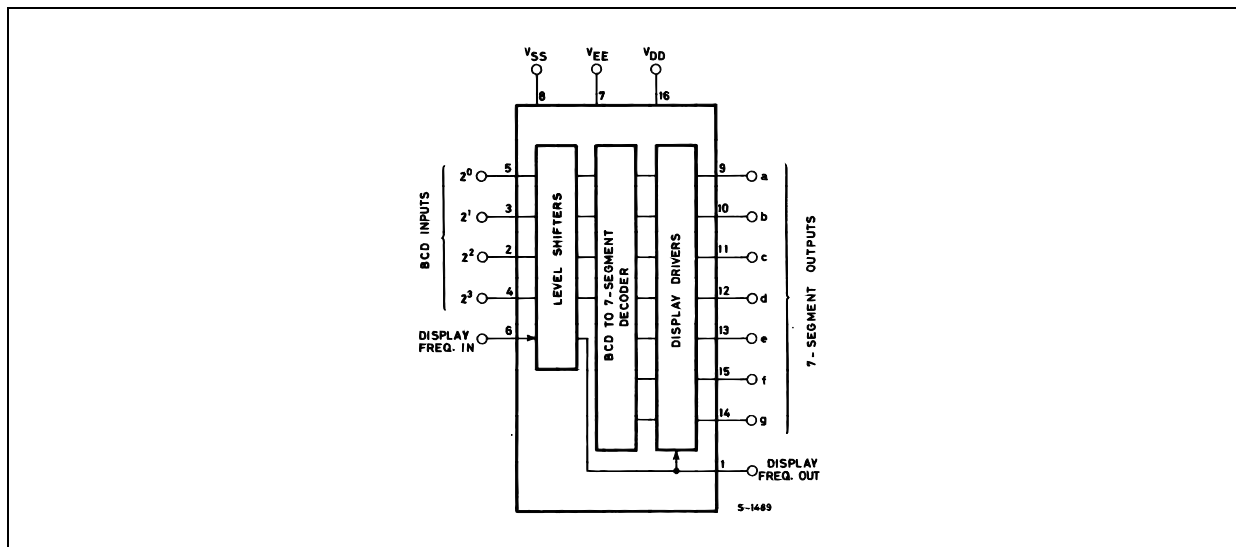 VSS VEE VDD
8 7 16
BCD INPUTS
2⁰ 5
2¹ 3
2² 2
2³ 4
DISPLAY
FREQ. IN
6
LEVEL SHIFTERS
BCD TO 7-SEGMENT
DECODER
DISPLAY DRIVERS
9 a
10 b
11 c
12 d
13 e
15 f
14 g
7-SEGMENT OUTPUTS
1
DISPLAY
FREQ. OUT
S-1489